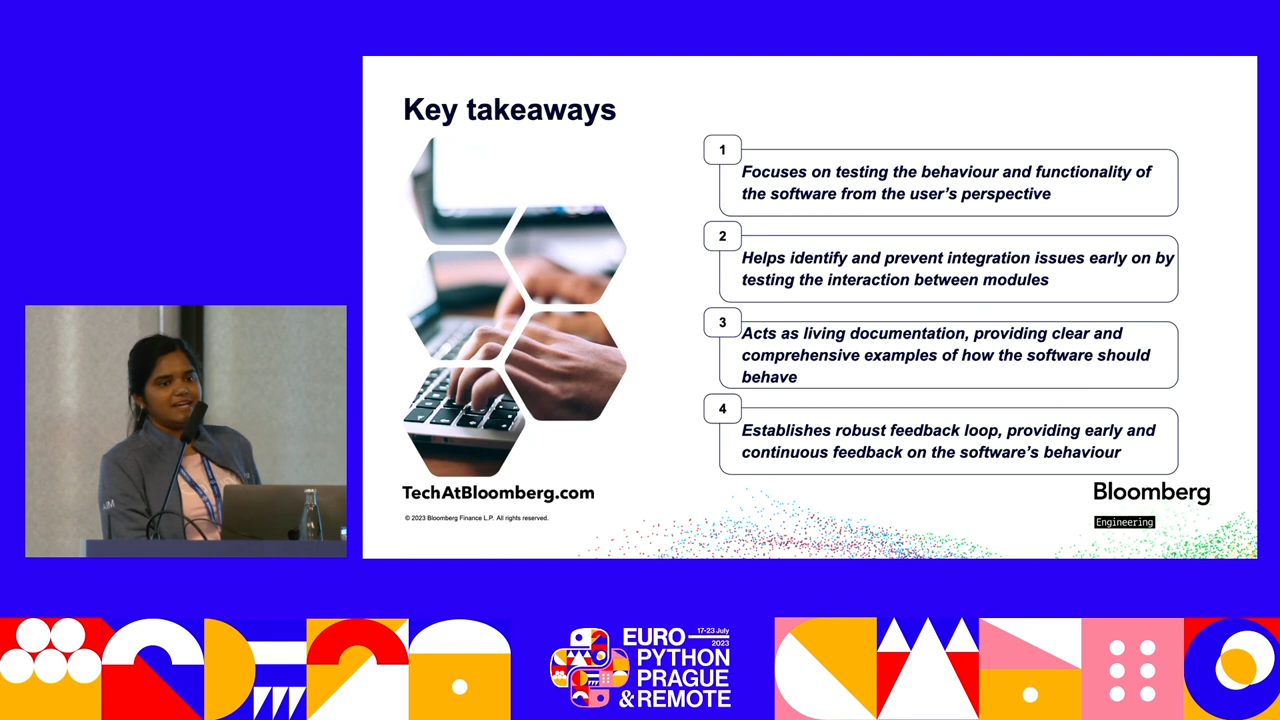 Key takeaways
1
Focuses on testing the behaviour and functionality of
the software from the user's perspective
2
Helps identify and prevent integration issues early on by
testing the interaction between modules
3
Acts as living documentation, providing clear and
comprehensive examples of how the software should
behave
4
Establishes robust feedback loop, providing early and
continuous feedback on the software's behaviour
TechAtBloomberg.com
© 2023 Bloomberg Finance L.P. All rights reserved.
Bloomberg
Engineering
EURO
17-23 July
2023
PYTHON
PRAGUE
& REMOTE